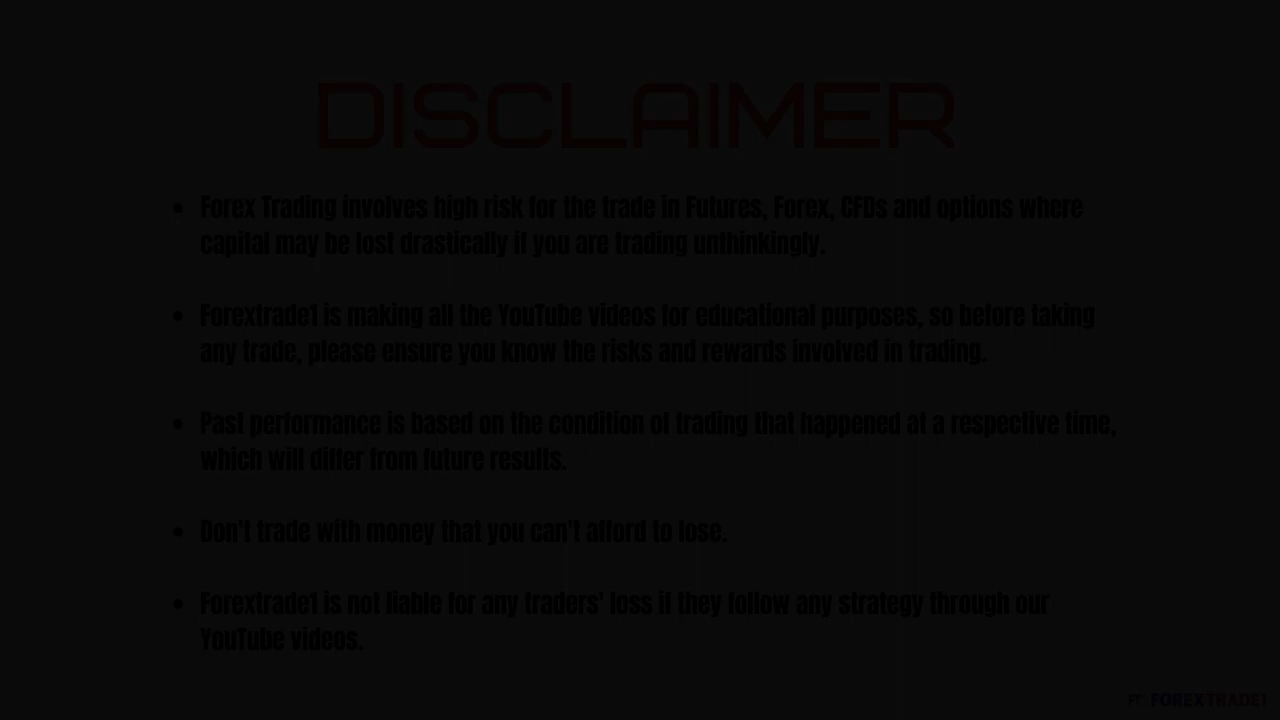 DISCLAIMER
• Forex Trading involves high risk for the trade in Futures, Forex, CFDs and options where
capital may be lost drastically if you are trading unthinkingly.
• Forextrade1 is making all the YouTube videos for educational purposes, so before taking
any trade, please ensure you know the risks and rewards involved in trading.
• Past performance is based on the condition of trading that happened at a respective time,
which will differ from future results.
• Don't trade with money that you can't afford to lose.
• Forextrade1 is not liable for any traders' loss if they follow any strategy through our
YouTube videos.
FOREXTRADE1